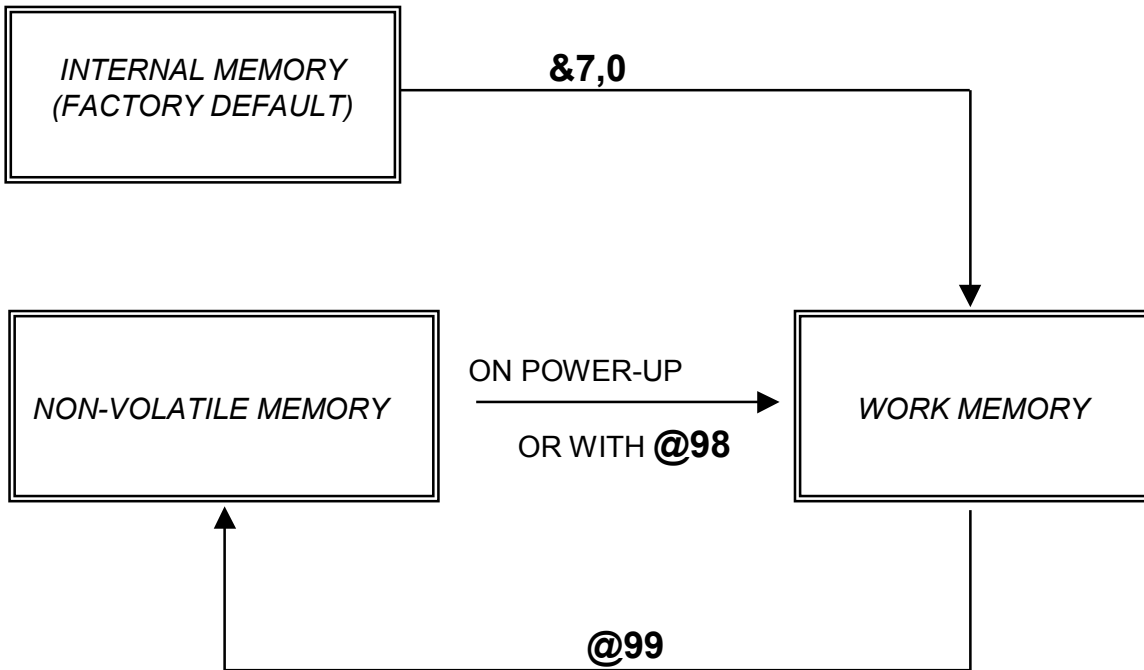 INTERNAL MEMORY
(FACTORY DEFAULT)
&7,0
NON-VOLATILE MEMORY
ON POWER-UP
OR WITH @98
WORK MEMORY
@99